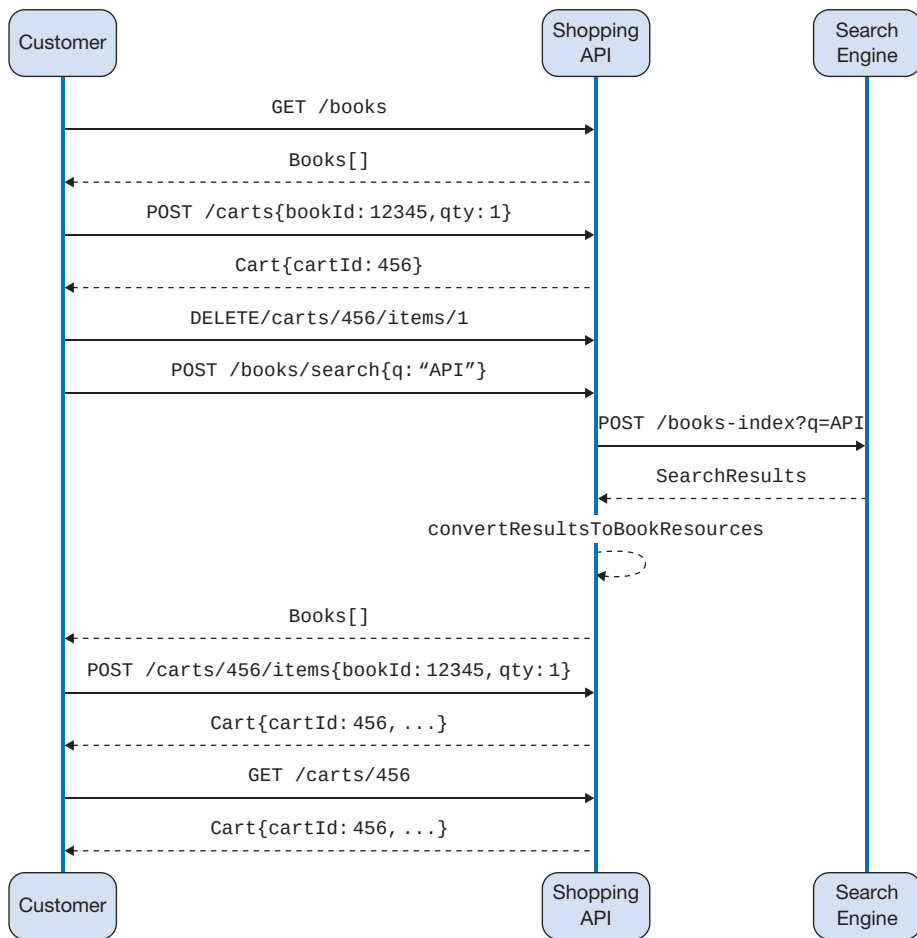 Customer
Shopping
API
Search
Engine
GET /books
Books[]
POST /carts{bookId:12345,qty:1}
Cart{cartId:456}
DELETE/carts/456/items/1
POST /books/search{q:“API”}
POST /books-index?q=API
SearchResults
convertResultsToBookResources
Books[]
POST /carts/456/items{bookId:12345,qty:1}
Cart{cartId:456, ...}
GET /carts/456
Cart{cartId:456, ...}
Customer
Shopping
API
Search
Engine